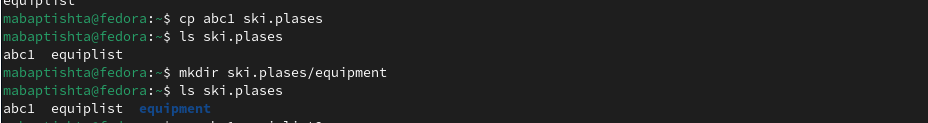 equiplist
mabaptishta@fedora:~$ cp abc1 ski.plases
mabaptishta@fedora:~$ ls ski.plases
abc1  equiplist
mabaptishta@fedora:~$ mkdir ski.plases/equipment
mabaptishta@fedora:~$ ls ski.plases
abc1  equiplist  equipment